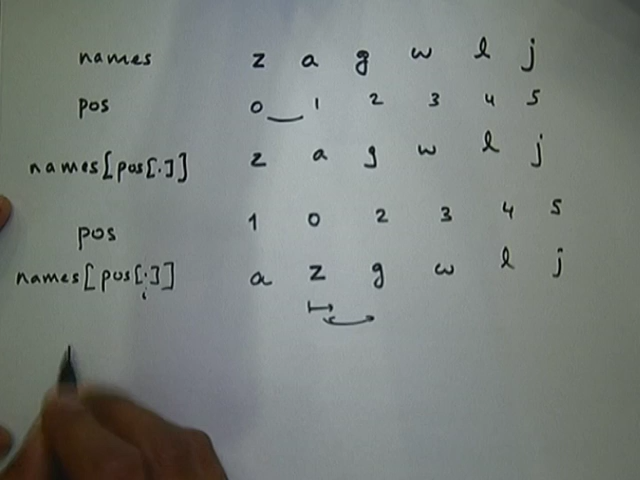 names z a g w l j
pos 0 1 2 3 4 5
names[pos[.]] z a g w l j
pos 1 0 2 3 4 5
names[pos[.]] a z g w l j
i